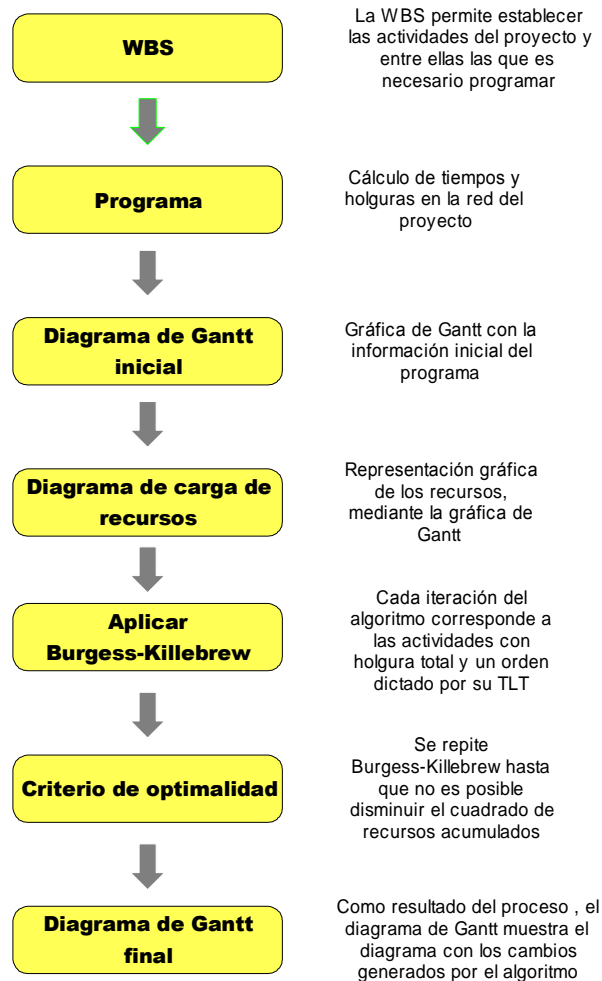 WBS
La WBS permite establecer
las actividades del proyecto y
entre ellas las que es
necesario programar
Programa
Cálculo de tiempos y
holguras en la red del
proyecto
Diagrama de Gantt
inicial
Gráfica de Gantt con la
información inicial del
programa
Diagrama de carga de
recursos
Representación gráfica
de los recursos,
mediante la gráfica de
Gantt
Aplicar
Burgess-Killebrew
Cada iteración del
algoritmo corresponde a
las actividades con
holgura total y un orden
dictado por su TLT
Criterio de optimalidad
Se repite
Burgess-Killebrew hasta
que no es posible
disminuir el cuadrado de
recursos acumulados
Diagrama de Gantt
final
Como resultado del proceso , el
diagrama de Gantt muestra el
diagrama con los cambios
generados por el algoritmo